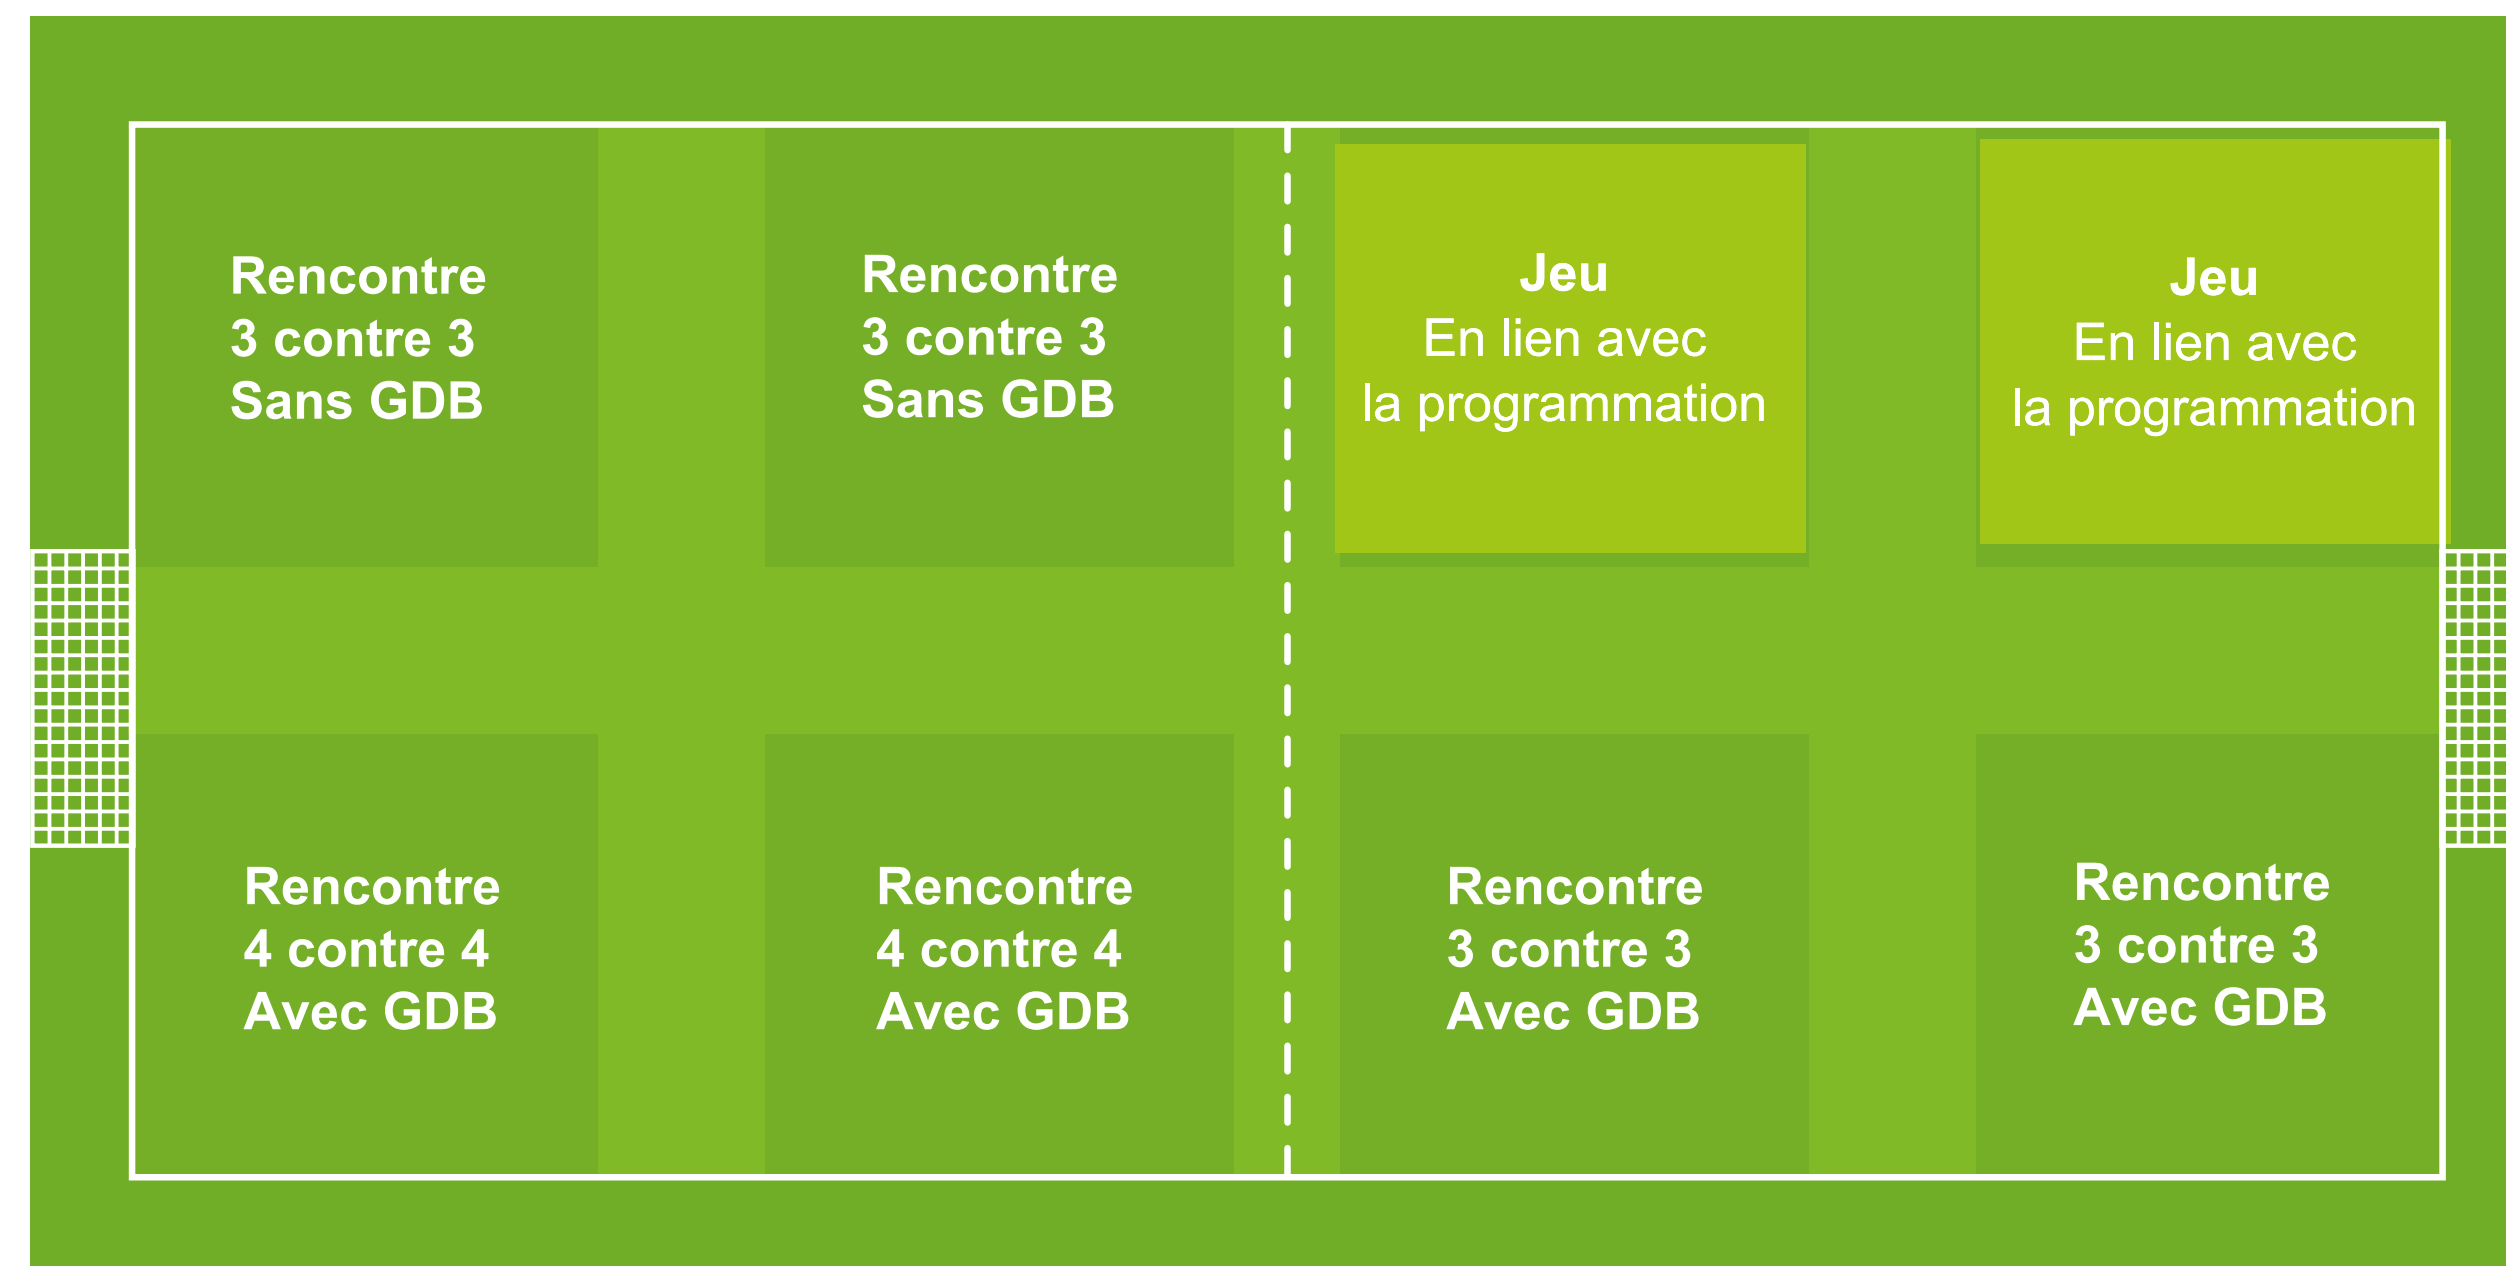 Rencontre
3 contre 3
Sans GDB
Rencontre
3 contre 3
Sans GDB
Jeu
En lien avec
la programmation
Jeu
En lien avec
la programmation
Rencontre
4 contre 4
Avec GDB
Rencontre
4 contre 4
Avec GDB
Rencontre
3 contre 3
Avec GDB
Rencontre
3 contre 3
Avec GDB